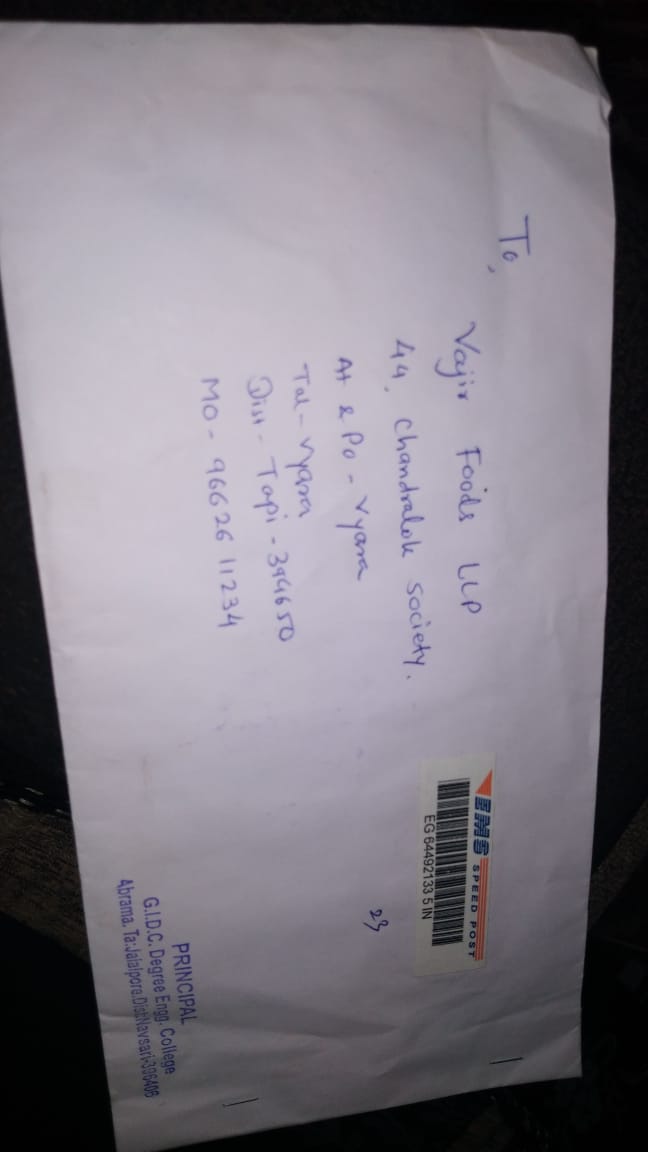 To,
Vajir Foods LLP
44, Chandralok Society.
At & Po - Vyara
Tal - Vyara
Dist - Tapi - 394650
MO - 96626 11234
EMS SPEED POST
EG 64492133 5 IN
23
PRINCIPAL
G.I.D.C. Degree Engg. College
Abrama. Ta:Jalalpore.Dist:Navsari-396406